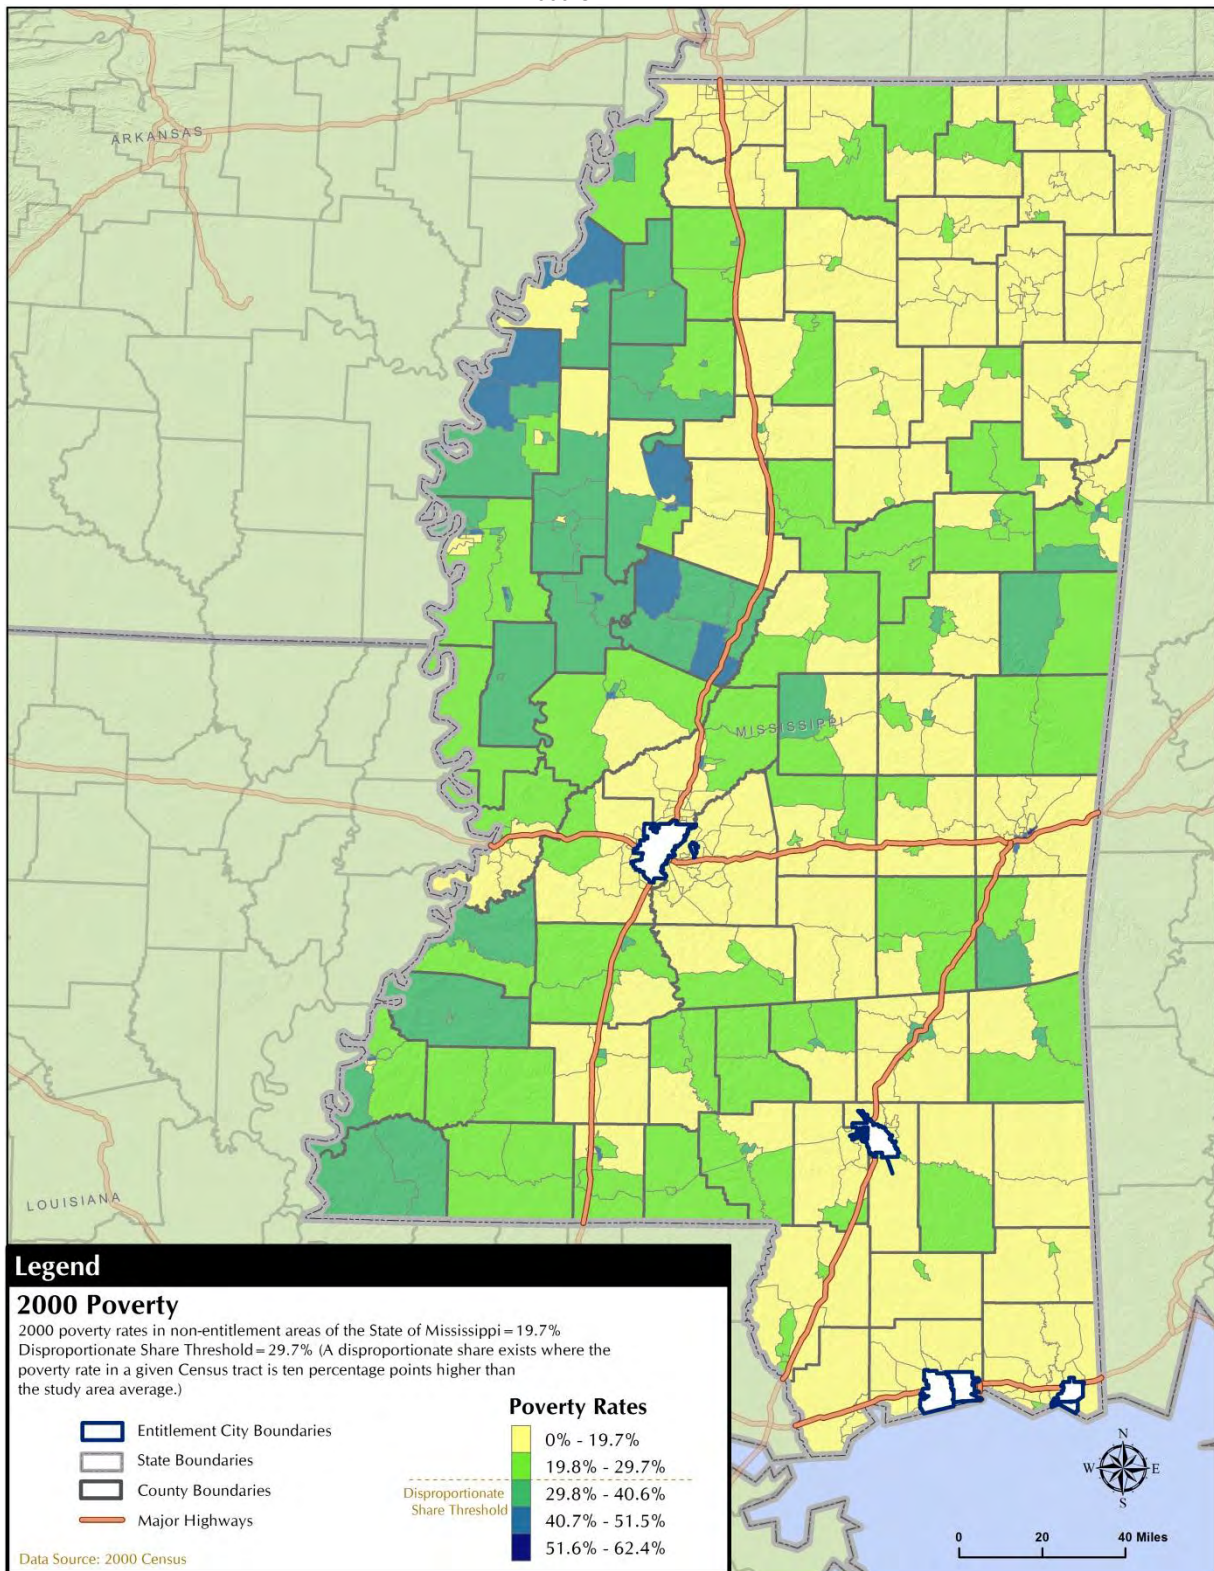 ARKANSAS
MISSISSIPPI
LOUISIANA
Legend
2000 Poverty
2000 poverty rates in non-entitlement areas of the State of Mississippi = 19.7%
Disproportionate Share Threshold = 29.7% (A disproportionate share exists where the
poverty rate in a given Census tract is ten percentage points higher than
the study area average.)
Entitlement City Boundaries
State Boundaries
County Boundaries
Major Highways
Data Source: 2000 Census
Poverty Rates
0% - 19.7%
19.8% - 29.7%
Disproportionate
Share Threshold
29.8% - 40.6%
40.7% - 51.5%
51.6% - 62.4%
N
W E
S
0 20 40 Miles